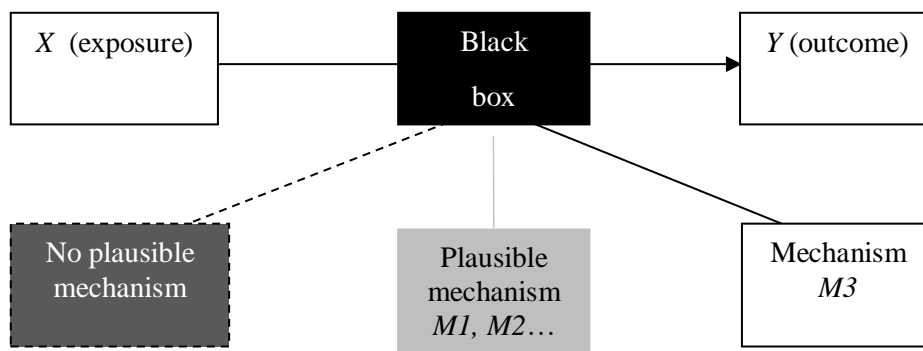 X (exposure)
Black
box
Y (outcome)
No plausible
mechanism
Plausible
mechanism
M1, M2…
Mechanism
M3